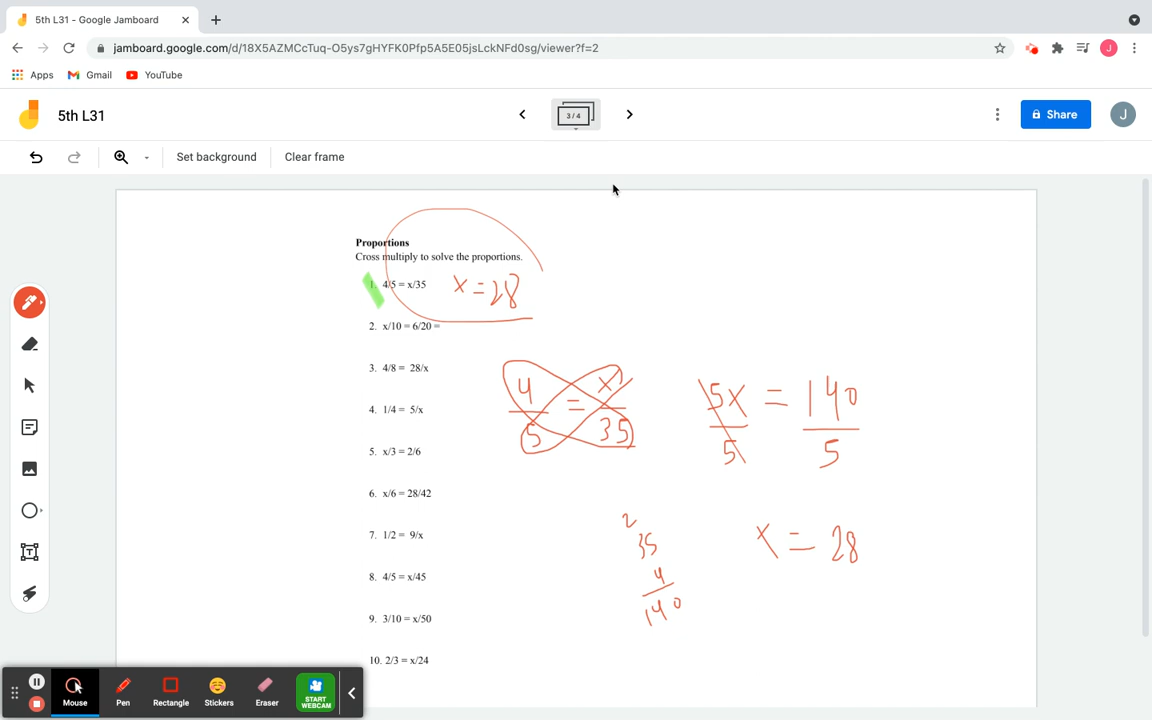 5th L31 - Google Jamboard
jamboard.google.com/d/18X5AZMCcTuq-O5ys7gHYFK0Pfp5A5E05jsLckNFd0sg/viewer?f=2
J
Apps Gmail YouTube
5th L31
3 / 4
Share
J
Set background Clear frame
Proportions
Cross multiply to solve the proportions.
1. 4/5 = x/35 x = 28
2. x/10 = 6/20 =
3. 4/8 = 28/x
4. 1/4 = 5/x
5. x/3 = 2/6
6. x/6 = 28/42
7. 1/2 = 9/x
8. 4/5 = x/45
9. 3/10 = x/50
10. 2/3 = x/24
4 = x
5 35
5x = 140
5 5
2
35
4
140
x = 28
Mouse Pen Rectangle Stickers Eraser START WEBCAM